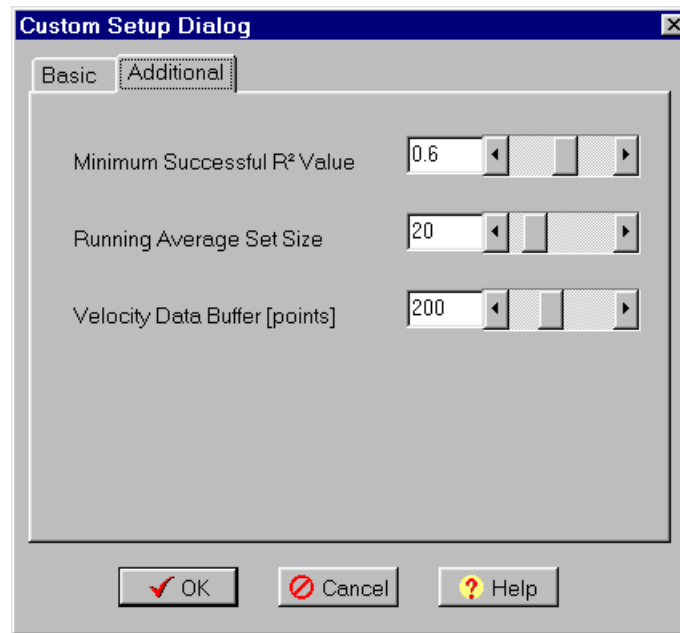 Custom Setup Dialog
Basic Additional
Minimum Successful R² Value 0.6
Running Average Set Size 20
Velocity Data Buffer [points] 200
OK Cancel Help